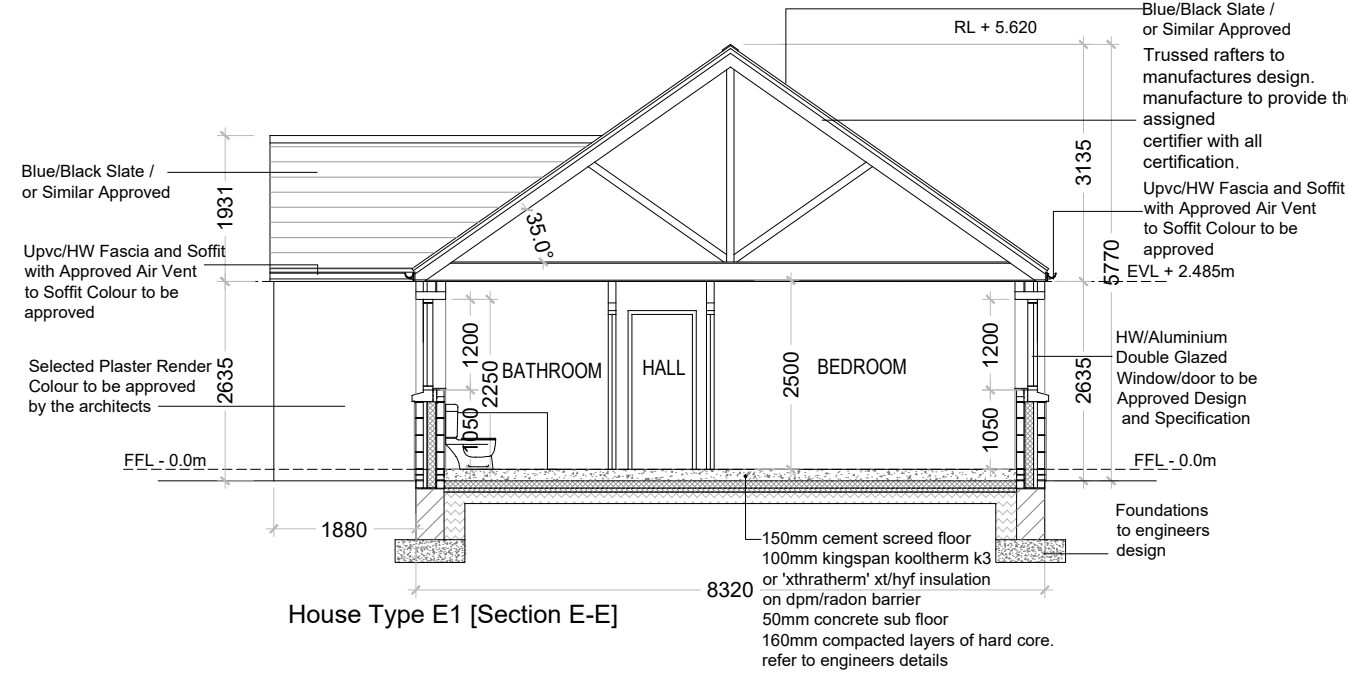 Blue/Black Slate /
or Similar Approved
RL + 5.620
Trussed rafters to
manufactures design.
manufacture to provide the
assigned
certifier with all
certification.
3135
5770
Blue/Black Slate /
or Similar Approved
1931
35.0°
Upvc/HW Fascia and Soffit
with Approved Air Vent
to Soffit Colour to be
approved
Upvc/HW Fascia and Soffit
with Approved Air Vent
to Soffit Colour to be
approved
EVL + 2.485m
Selected Plaster Render
Colour to be approved
by the architects
2635
1200
2250
1050
BATHROOM
HALL
2500
BEDROOM
1200
1050
2635
HW/Aluminium
Double Glazed
Window/door to be
Approved Design
and Specification
FFL - 0.0m
FFL - 0.0m
1880
Foundations
to engineers
design
150mm cement screed floor
100mm kingspan kooltherm k3
or 'xthratherm' xt/hyf insulation
on dpm/radon barrier
50mm concrete sub floor
160mm compacted layers of hard core.
refer to engineers details
8320
House Type E1 [Section E-E]